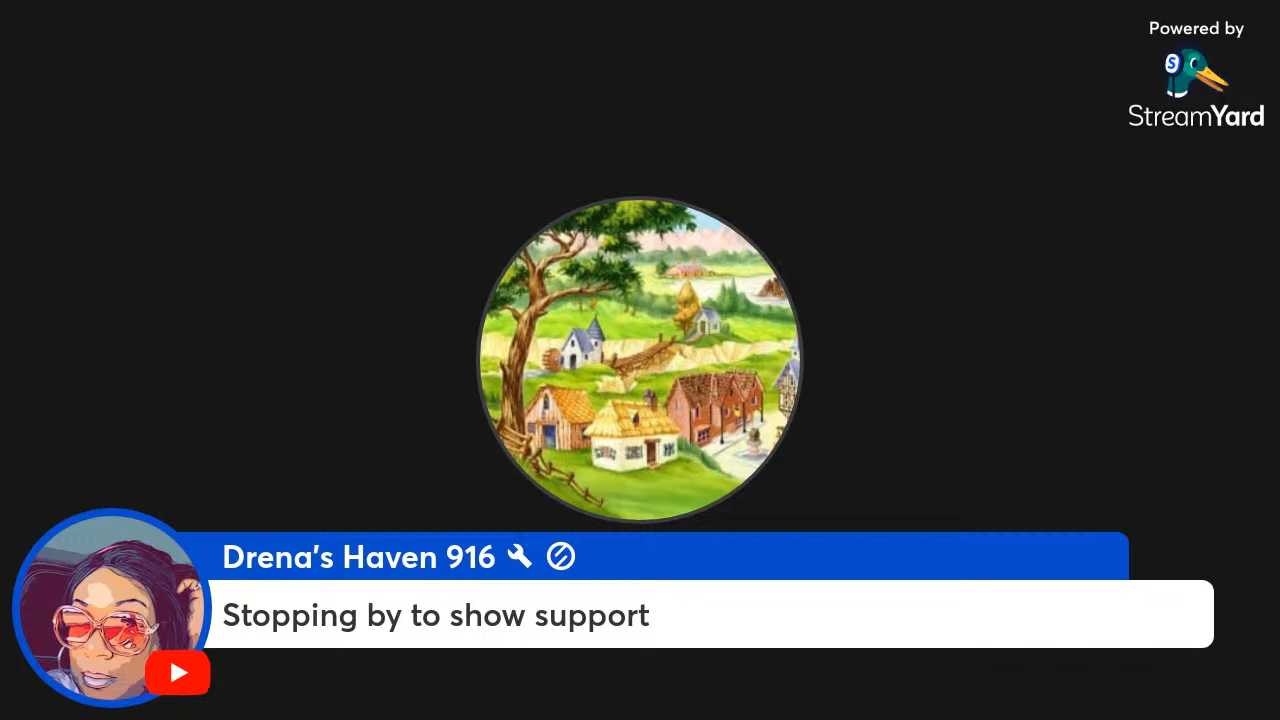 Powered by
S
StreamYard
Drena's Haven 916
Stopping by to show support